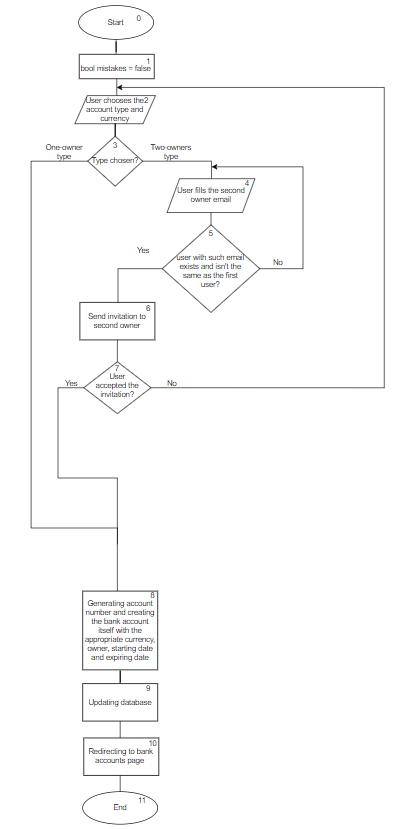 Start 0
1
bool mistakes = false
User chooses the2
account type and
currency
3
Type chosen?
One-owner
type
Two-owners
type
4
User fills the second
owner email
5
user with such email
exists and isn't the
same as the first
user?
Yes
No
6
Send invitation to
second owner
7
User
accepted the
invitation?
Yes
No
8
Generating account
number and creating
the bank account
itself with the
appropriate currency,
owner, starting date
and expiring date
9
Updating database
10
Redirecting to bank
accounts page
11
End